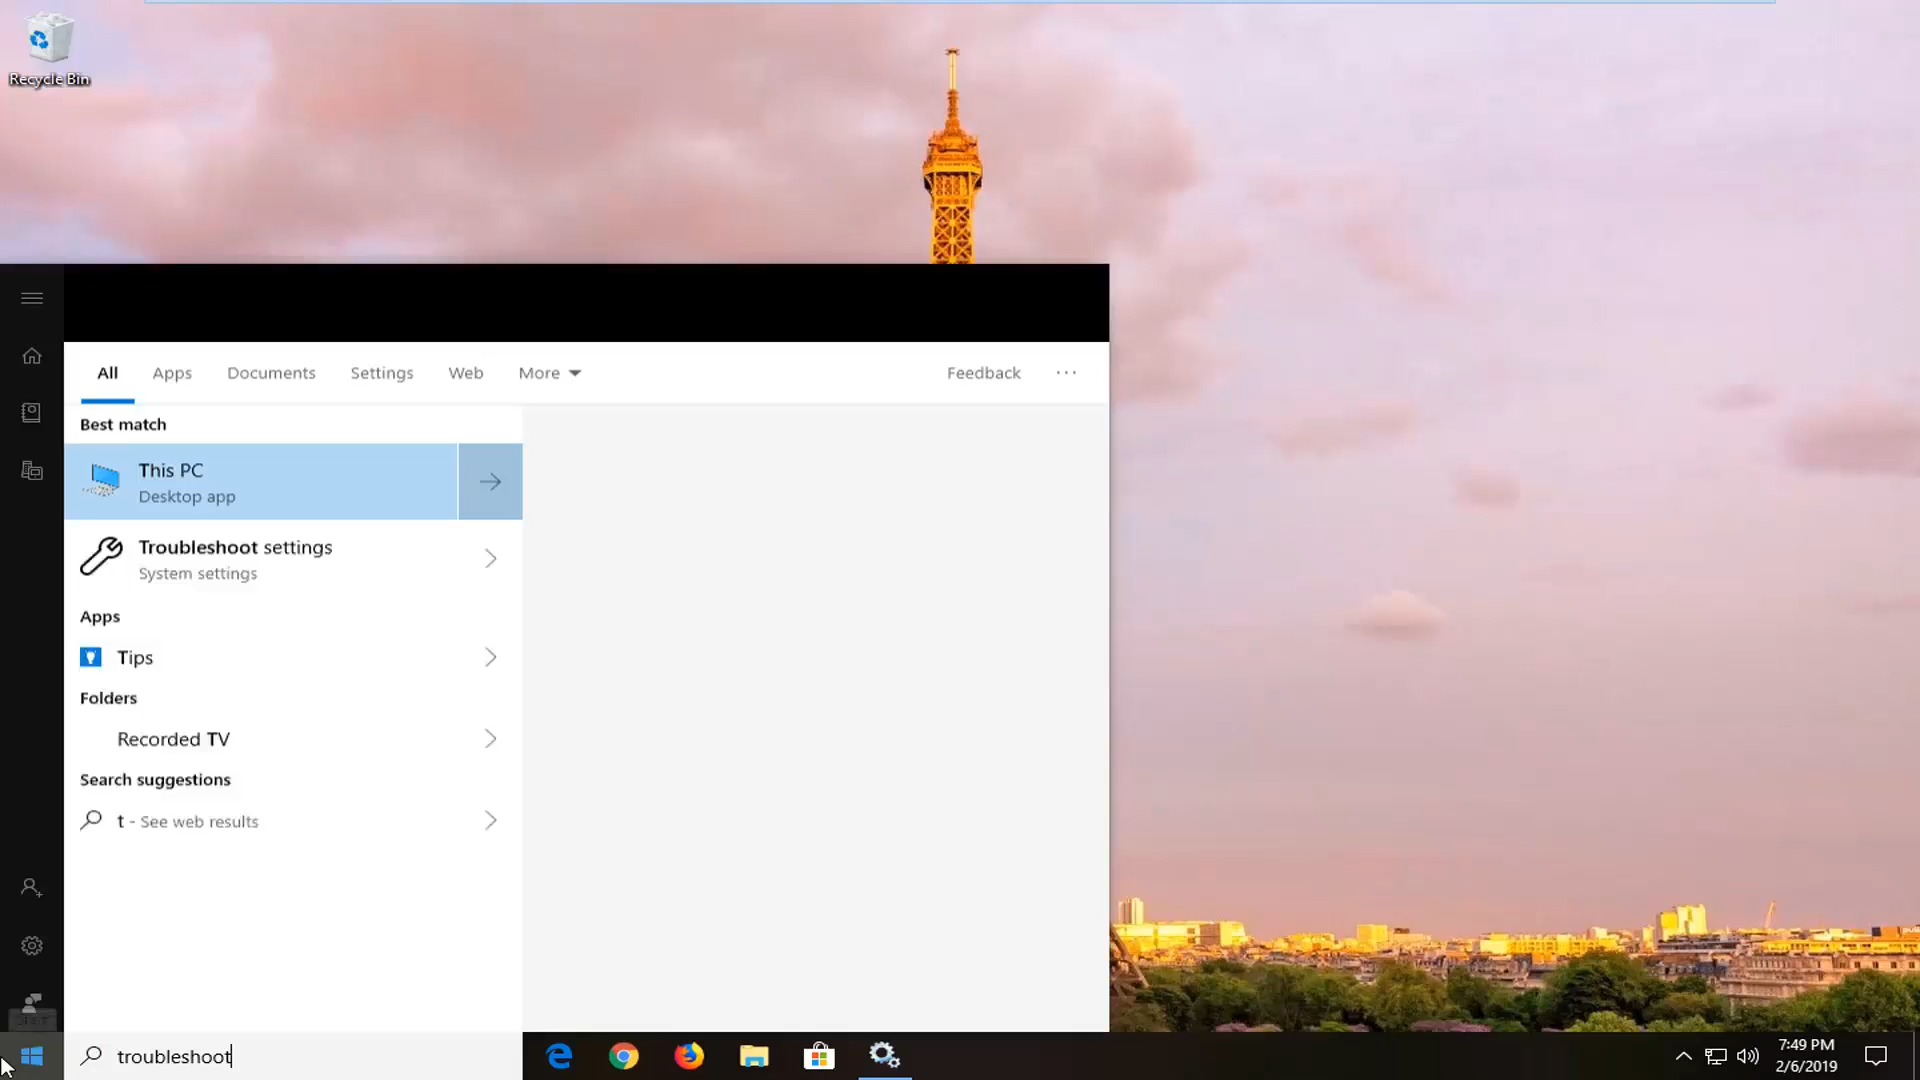 Recycle Bin
All Apps Documents Settings Web More Feedback ...
Best match
This PC
Desktop app
Troubleshoot settings
System settings
Apps
Tips
Folders
Recorded TV
Search suggestions
t - See web results
troubleshoot
7:49 PM
2/6/2019